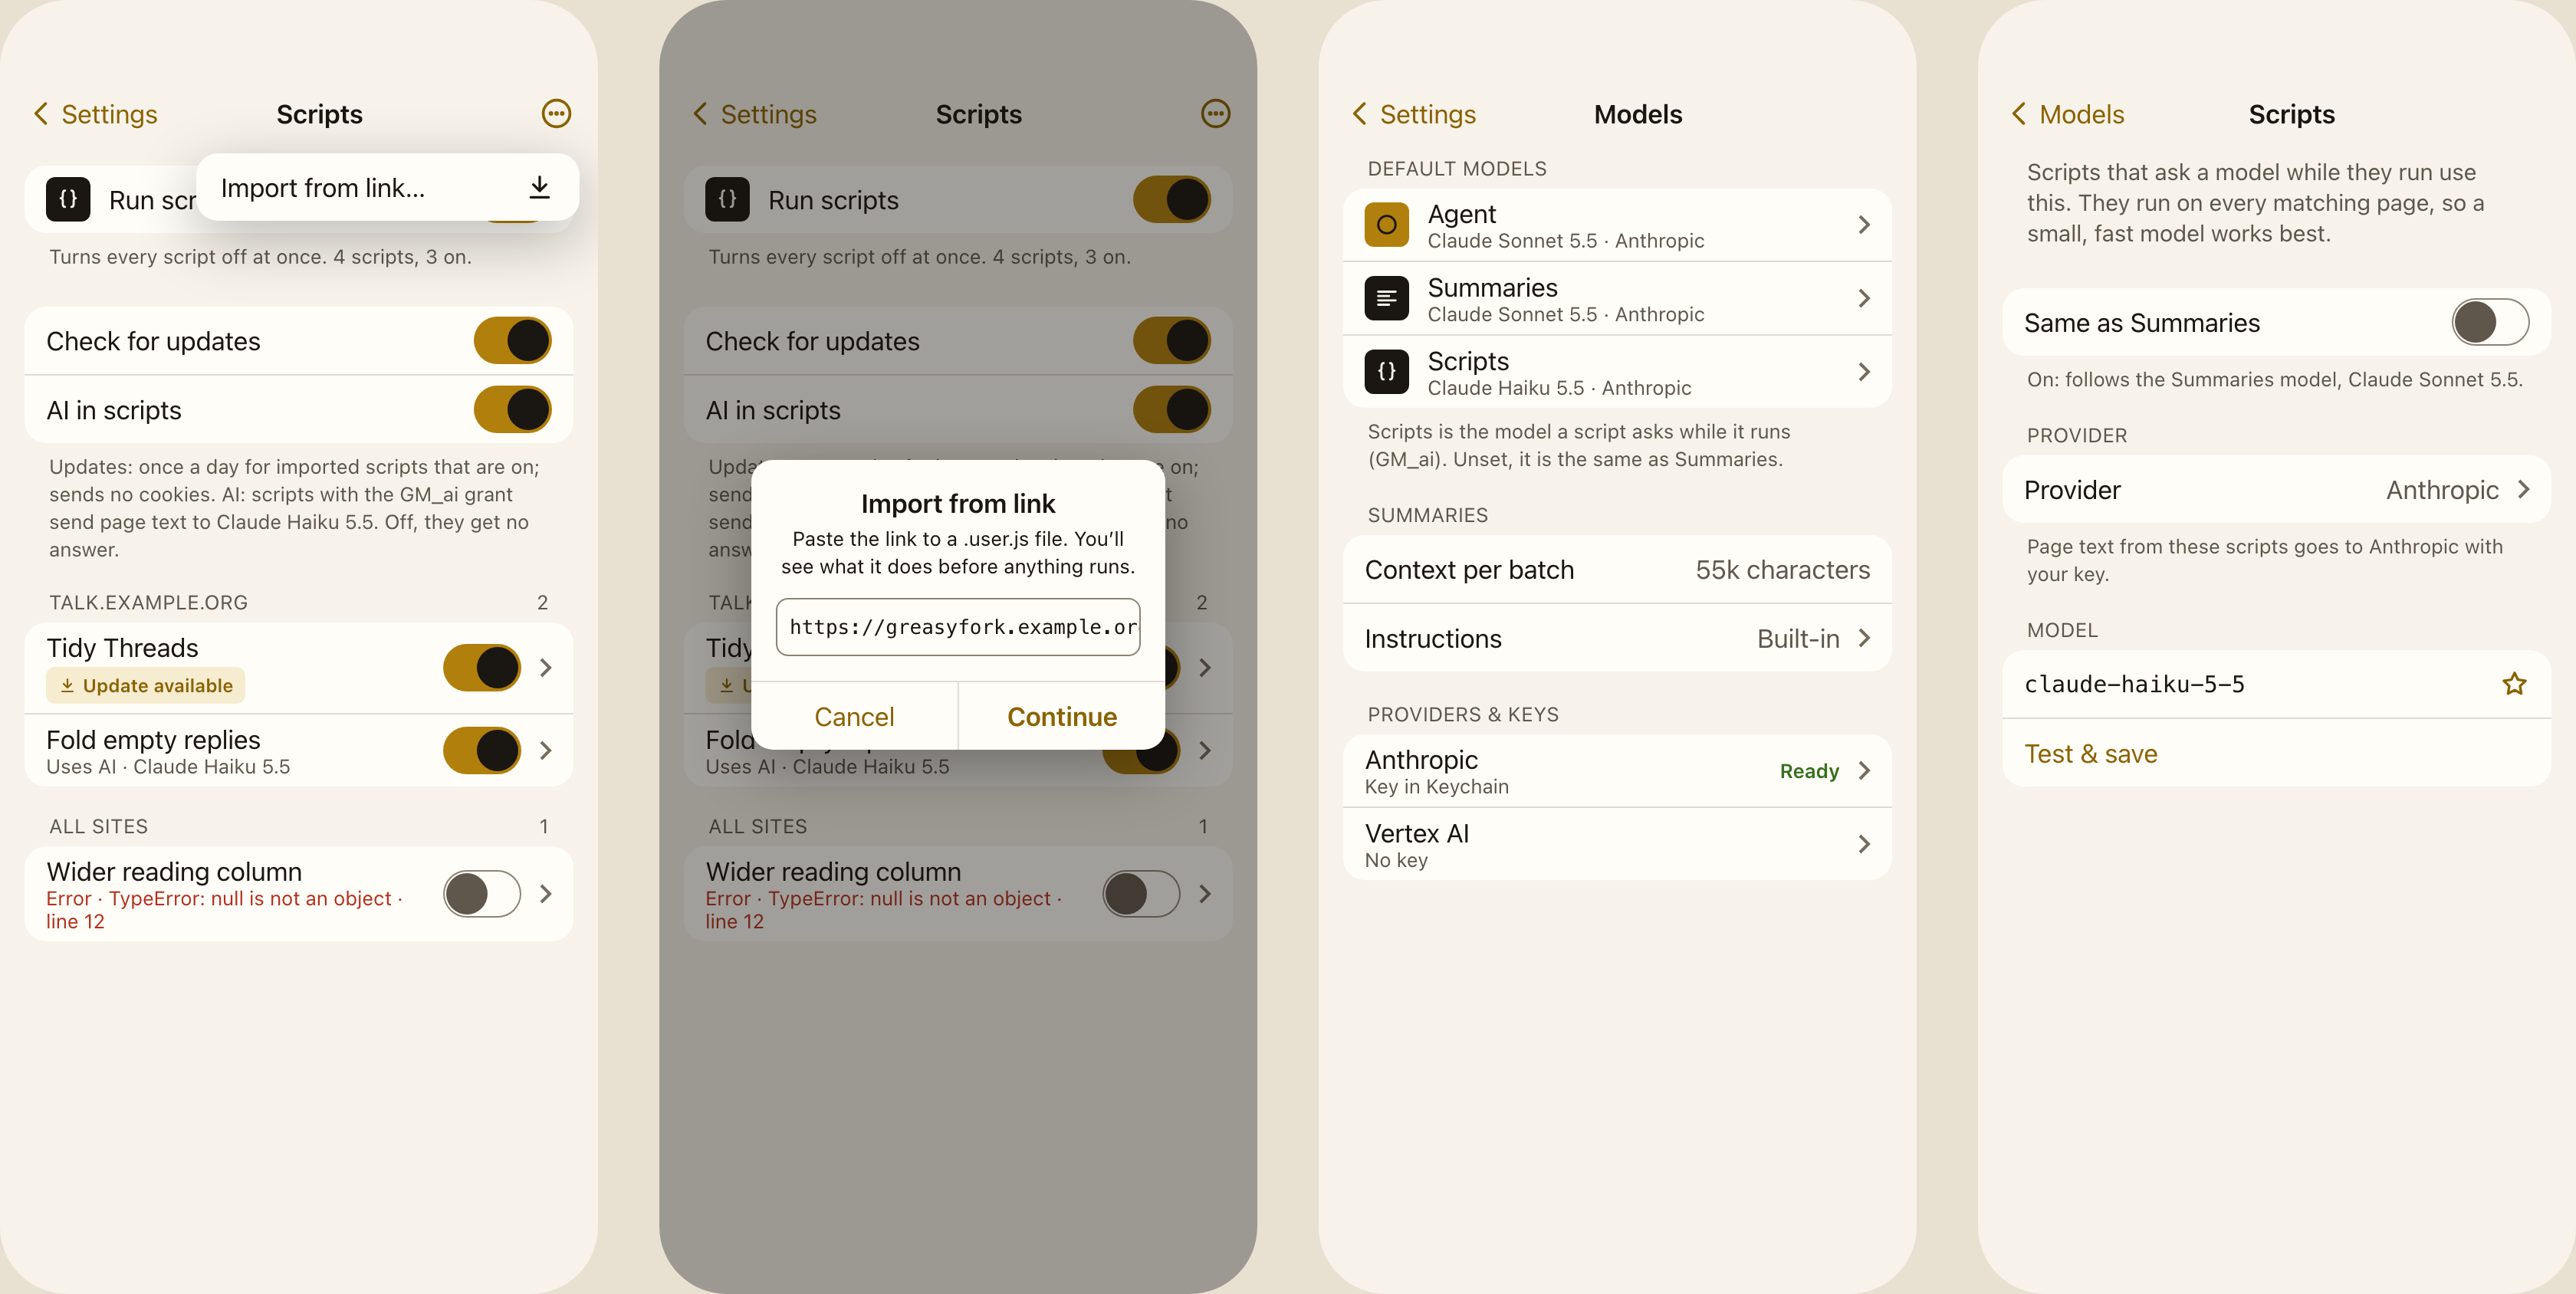 Settings
Scripts
{} Run scr
Import from link...
Turns every script off at once. 4 scripts, 3 on.
Check for updates
AI in scripts
Updates: once a day for imported scripts that are on;
sends no cookies. AI: scripts with the GM_ai grant
send page text to Claude Haiku 5.5. Off, they get no
answer.
TALK.EXAMPLE.ORG 2
Tidy Threads
Update available
Fold empty replies
Uses AI · Claude Haiku 5.5
ALL SITES 1
Wider reading column
Error · TypeError: null is not an object ·
line 12
Settings
Scripts
{} Run scripts
Turns every script off at once. 4 scripts, 3 on.
Check for updates
AI in scripts
Import from link
Paste the link to a .user.js file. You’ll
see what it does before anything runs.
https://greasyfork.example.or
Cancel
Continue
2
Uses AI · Claude Haiku 5.5
ALL SITES 1
Wider reading column
Error · TypeError: null is not an object ·
line 12
Settings
Models
DEFAULT MODELS
Agent
Claude Sonnet 5.5 · Anthropic
Summaries
Claude Sonnet 5.5 · Anthropic
{} Scripts
Claude Haiku 5.5 · Anthropic
Scripts is the model a script asks while it runs
(GM_ai). Unset, it is the same as Summaries.
SUMMARIES
Context per batch 55k characters
Instructions Built-in
PROVIDERS & KEYS
Anthropic
Key in Keychain
Ready
Vertex AI
No key
Models
Scripts
Scripts that ask a model while they run use
this. They run on every matching page, so a
small, fast model works best.
Same as Summaries
On: follows the Summaries model, Claude Sonnet 5.5.
PROVIDER
Provider Anthropic
Page text from these scripts goes to Anthropic with
your key.
MODEL
claude-haiku-5-5
Test & save